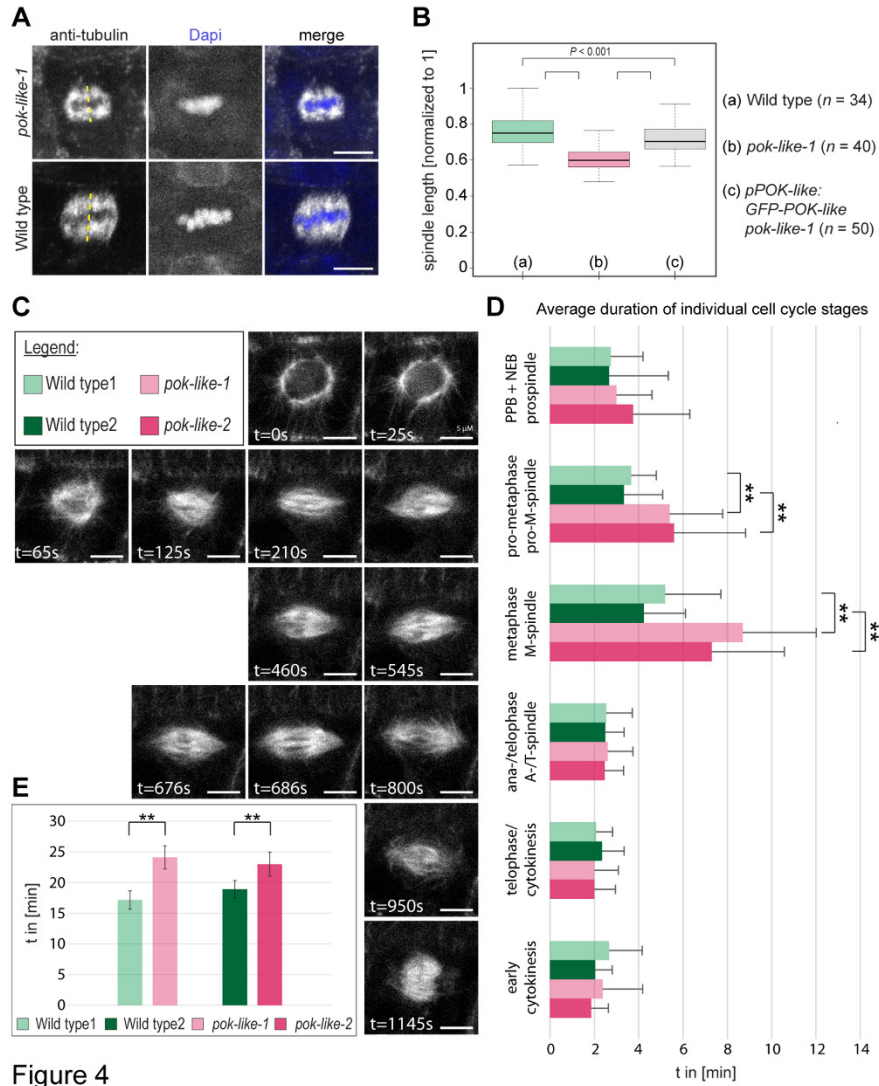 A
anti-tubulin
Dapi
merge
pok-like-1
Wild type
B
spindle length [normalized to 1]
1
0.8
0.6
0.4
0.2
0
P < 0.001
(a)
(b)
(c)
(a) Wild type (n = 34)
(b) pok-like-1 (n = 40)
(c) pPOK-like:
GFP-POK-like
pok-like-1 (n = 50)
C
Legend:
Wild type1
pok-like-1
Wild type2
pok-like-2
t=0s
t=25s
5 µM
t=65s
t=125s
t=210s
t=460s
t=545s
t=676s
t=686s
t=800s
t=950s
t=1145s
D
Average duration of individual cell cycle stages
PPB + NEB
prospindle
pro-metaphase
pro-M-spindle
**
**
metaphase
M-spindle
**
**
ana-/telophase
A-/T-spindle
telophase/
cytokinesis
early
cytokinesis
0 2 4 6 8 10 12 14
t in [min]
E
t in [min]
30
25
20
15
10
5
0
**
**
Wild type1 Wild type2 pok-like-1 pok-like-2
Figure 4